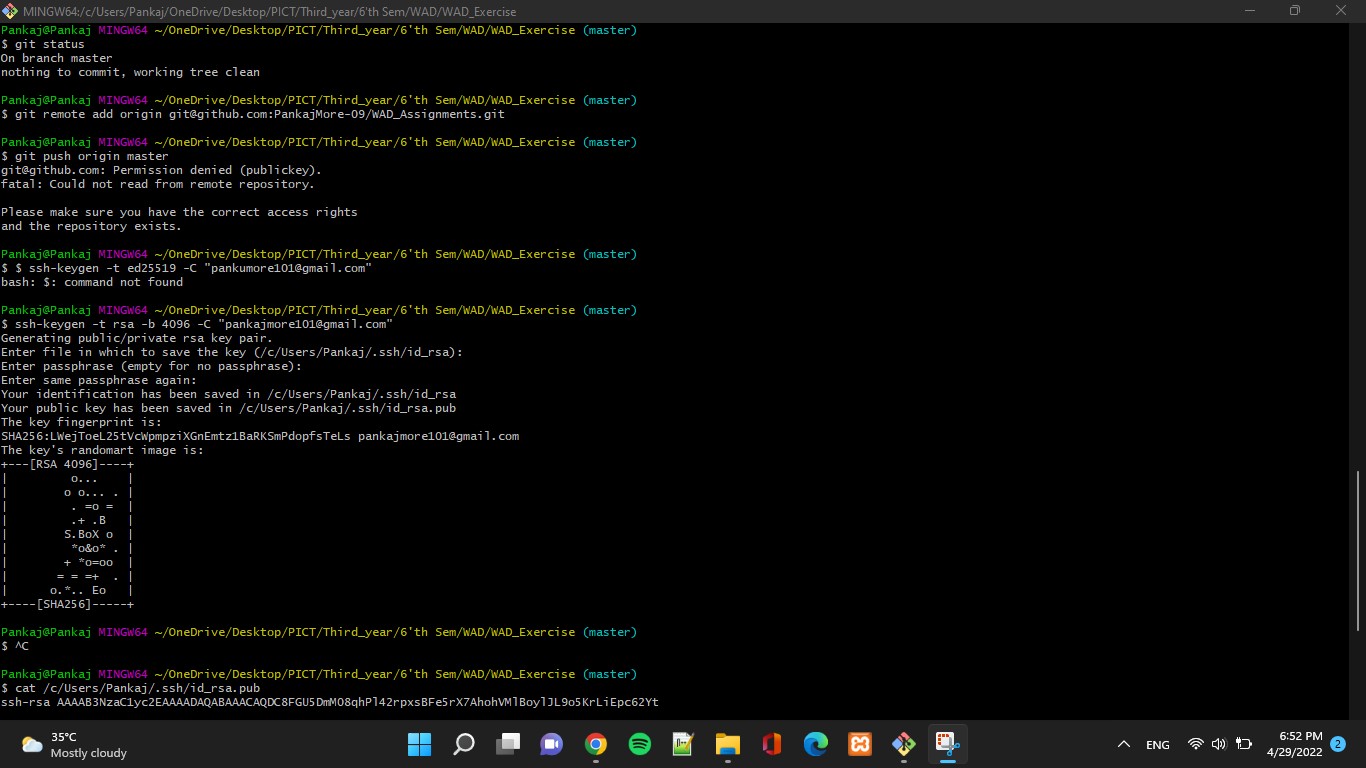 MINGW64:/c/Users/Pankaj/OneDrive/Desktop/PICT/Third_year/6'th Sem/WAD/WAD_Exercise
Pankaj@Pankaj MINGW64 ~/OneDrive/Desktop/PICT/Third_year/6'th Sem/WAD/WAD_Exercise (master)
$ git status
On branch master
nothing to commit, working tree clean
Pankaj@Pankaj MINGW64 ~/OneDrive/Desktop/PICT/Third_year/6'th Sem/WAD/WAD_Exercise (master)
$ git remote add origin git@github.com:PankajMore-09/WAD_Assignments.git
Pankaj@Pankaj MINGW64 ~/OneDrive/Desktop/PICT/Third_year/6'th Sem/WAD/WAD_Exercise (master)
$ git push origin master
git@github.com: Permission denied (publickey).
fatal: Could not read from remote repository.
Please make sure you have the correct access rights
and the repository exists.
Pankaj@Pankaj MINGW64 ~/OneDrive/Desktop/PICT/Third_year/6'th Sem/WAD/WAD_Exercise (master)
$ $ ssh-keygen -t ed25519 -C "pankumore101@gmail.com"
bash: $: command not found
Pankaj@Pankaj MINGW64 ~/OneDrive/Desktop/PICT/Third_year/6'th Sem/WAD/WAD_Exercise (master)
$ ssh-keygen -t rsa -b 4096 -C "pankajmore101@gmail.com"
Generating public/private rsa key pair.
Enter file in which to save the key (/c/Users/Pankaj/.ssh/id_rsa):
Enter passphrase (empty for no passphrase):
Enter same passphrase again:
Your identification has been saved in /c/Users/Pankaj/.ssh/id_rsa
Your public key has been saved in /c/Users/Pankaj/.ssh/id_rsa.pub
The key fingerprint is:
SHA256:LWejToeL25tVcWpmpziXGnEmtz1BaRKSmPdopfsTeLs pankajmore101@gmail.com
The key's randomart image is:
+---[RSA 4096]----+
|         o...    |
|        o o... . |
|         . =o =  |
|         .+ .B   |
|        S.BoX o  |
|         *o&o* . |
|        + *o=oo  |
|       = = =+  . |
|      o.*.. Eo   |
+----[SHA256]-----+
Pankaj@Pankaj MINGW64 ~/OneDrive/Desktop/PICT/Third_year/6'th Sem/WAD/WAD_Exercise (master)
$ ^C
Pankaj@Pankaj MINGW64 ~/OneDrive/Desktop/PICT/Third_year/6'th Sem/WAD/WAD_Exercise (master)
$ cat /c/Users/Pankaj/.ssh/id_rsa.pub
ssh-rsa AAAAB3NzaC1yc2EAAAADAQABAAACAQDC8FGU5DmMO8qhPl42rpxsBFe5rX7AhohVMlBoylJL9o5KrLiEpc62Yt
35°C
Mostly cloudy
ENG
6:52 PM
4/29/2022
2